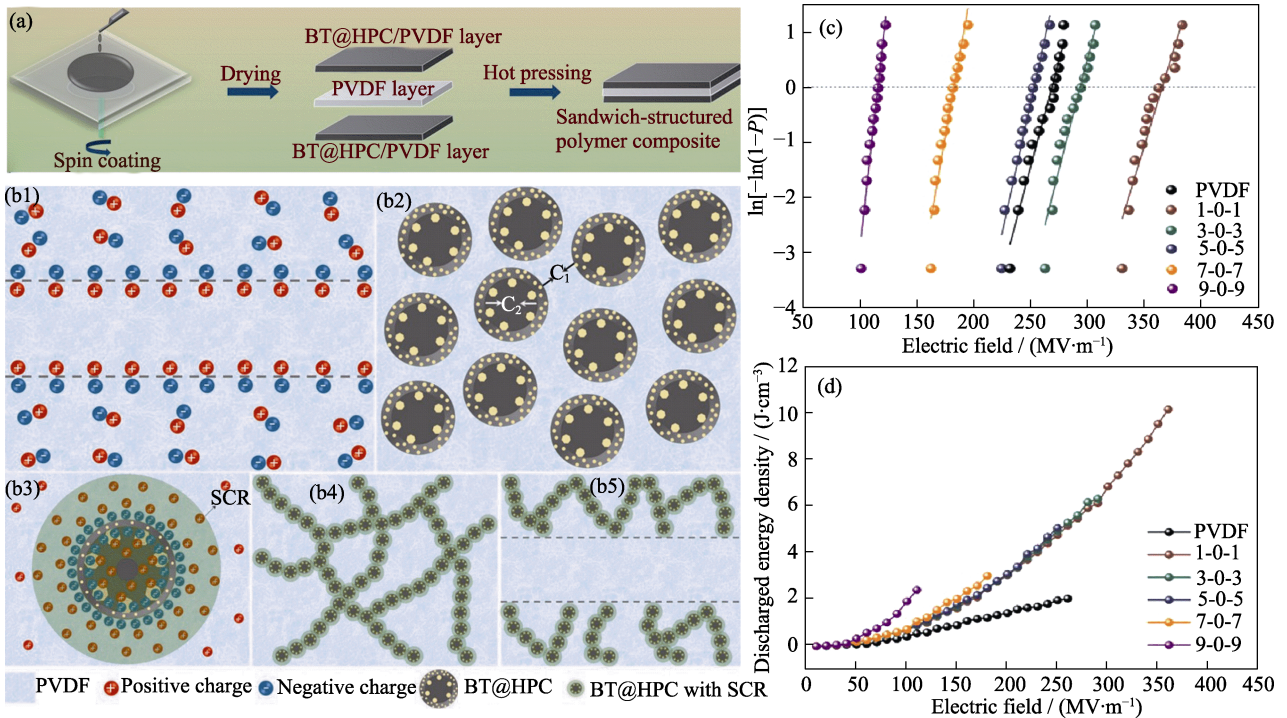 (a)
BT@HPC/PVDF layer
Drying
PVDF layer
Hot pressing
BT@HPC/PVDF layer
Spin coating
Sandwich-structured
polymer composite
(b1)
(b2)
C1
C2
(b3)
SCR
(b4)
(b5)
PVDF
Positive charge
Negative charge
BT@HPC
BT@HPC with SCR
(c)
ln[−ln(1−P)]
1
0
−1
−2
−3
−4
PVDF
1-0-1
3-0-3
5-0-5
7-0-7
9-0-9
50 100 150 200 250 300 350 400 450
Electric field / (MV·m−1)
(d)
Discharged energy density / (J·cm−3)
12
10
8
6
4
2
0
PVDF
1-0-1
3-0-3
5-0-5
7-0-7
9-0-9
0 50 100 150 200 250 300 350 400 450
Electric field / (MV·m−1)